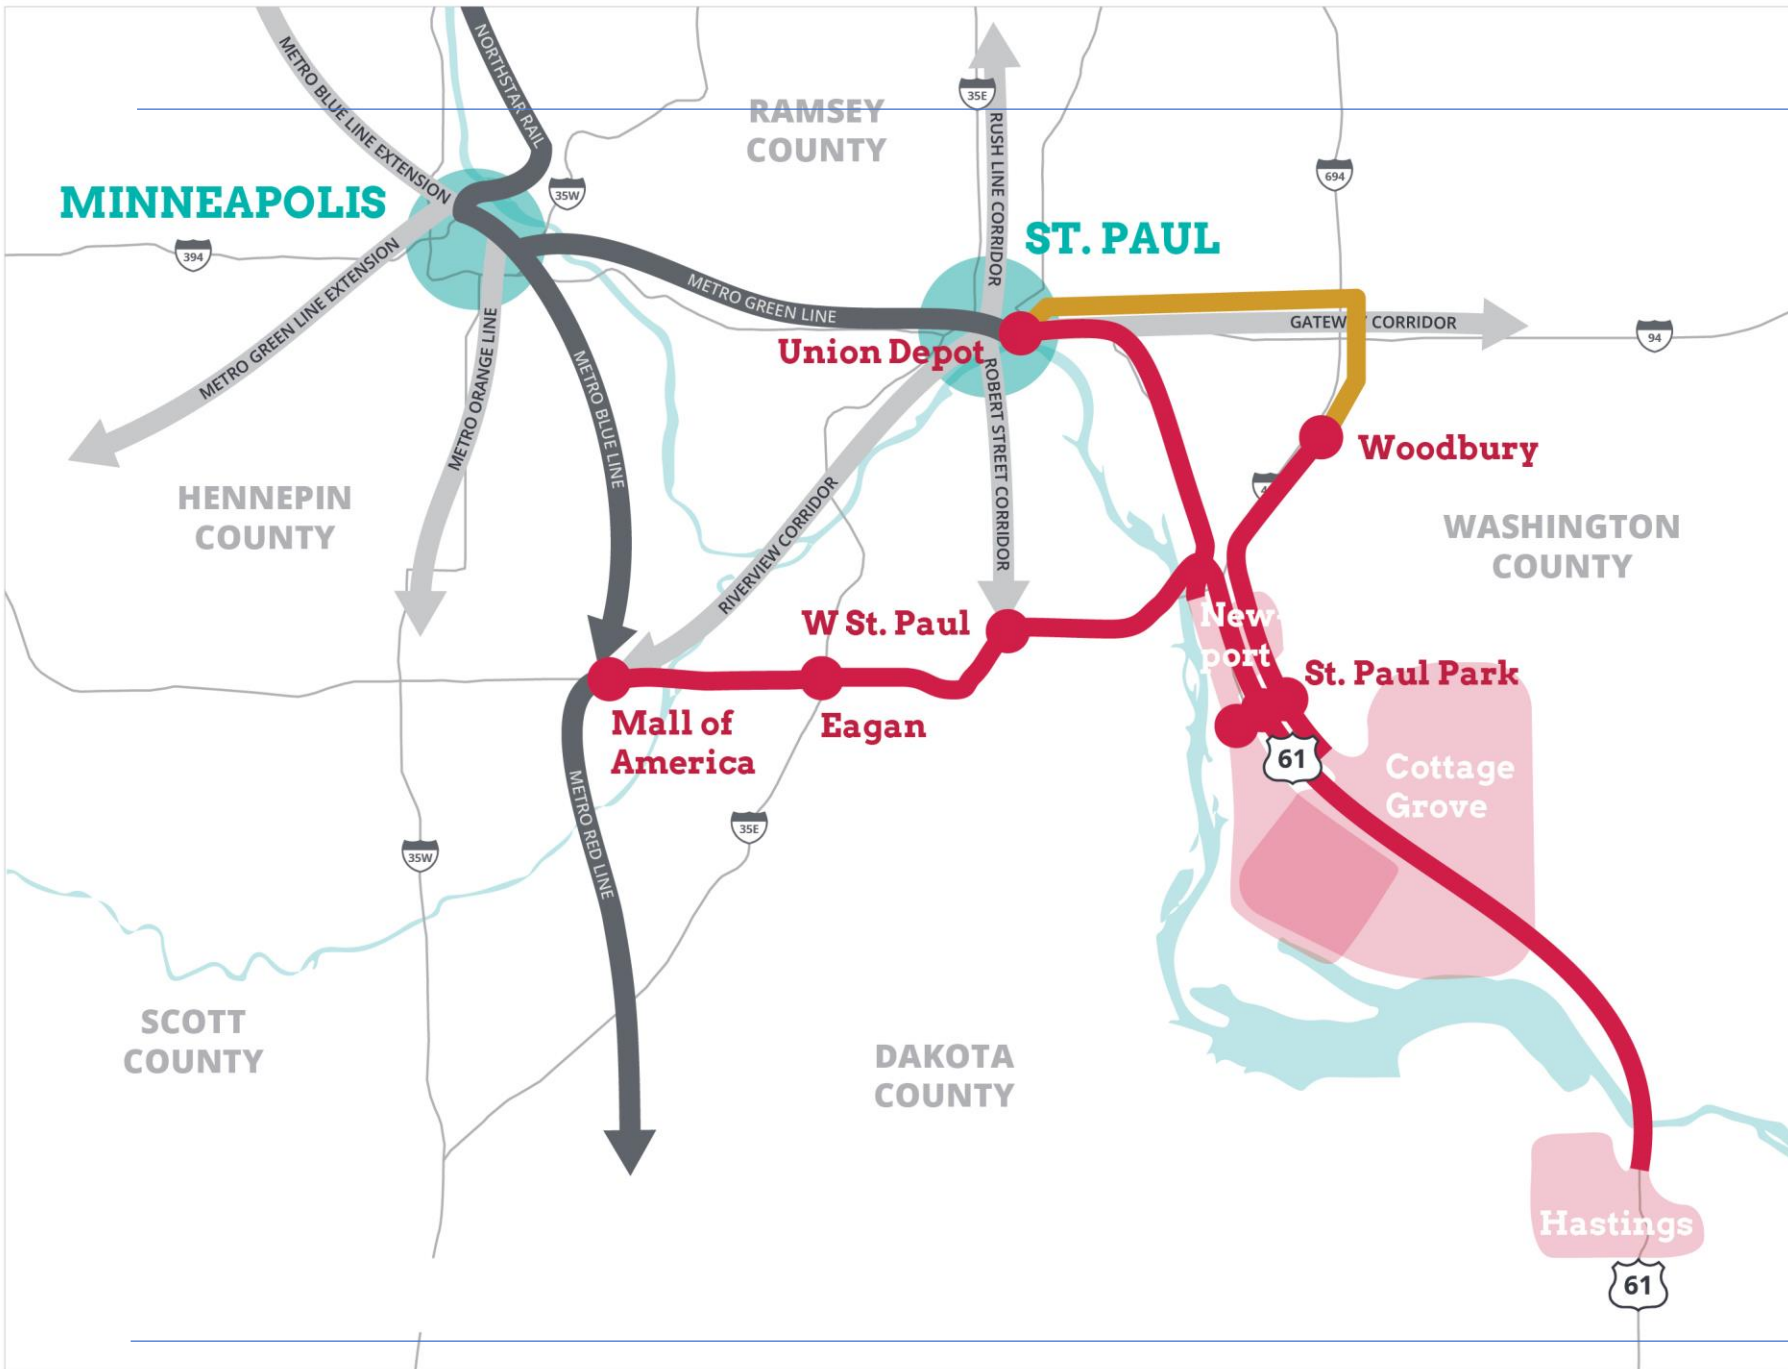 METRO BLUE LINE EXTENSION
NORTHSTAR RAIL
35E
RAMSEY
COUNTY
RUSH LINE CORRIDOR
694
35W
MINNEAPOLIS
394
METRO GREEN LINE EXTENSION
METRO ORANGE LINE
METRO GREEN LINE
ST. PAUL
Union Depot
GATEW CORRIDOR
94
METRO BLUE LINE
ROBERT STREET CORRIDOR
RIVERVIEW CORRIDOR
Woodbury
HENNEPIN
COUNTY
WASHINGTON
COUNTY
W St. Paul
New-
port
St. Paul Park
Mall of
America
Eagan
61
Cottage
Grove
METRO RED LINE
35E
35W
SCOTT
COUNTY
DAKOTA
COUNTY
Hastings
61